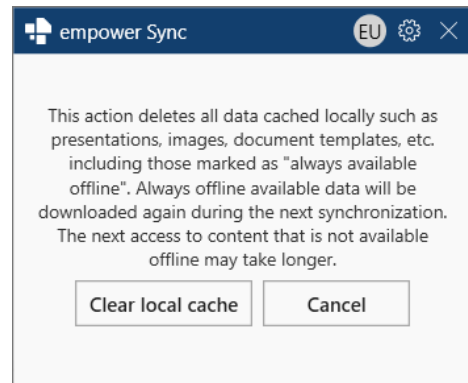 empower Sync EU
This action deletes all data cached locally such as
presentations, images, document templates, etc.
including those marked as "always available
offline". Always offline available data will be
downloaded again during the next synchronization.
The next access to content that is not available
offline may take longer.
Clear local cache Cancel